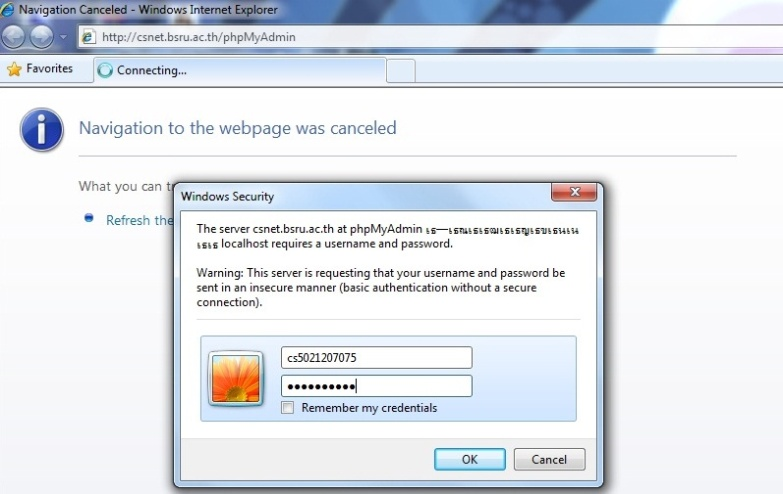 Navigation Canceled - Windows Internet Explorer
http://csnet.bsru.ac.th/phpMyAdmin
Favorites
Connecting...
Navigation to the webpage was canceled
What you can
Refresh the
Windows Security
The server csnet.bsru.ac.th at phpMyAdmin
localhost requires a username and password.
Warning: This server is requesting that your username and password be
sent in an insecure manner (basic authentication without a secure
connection).
cs5021207075
●●●●●●●●●●
Remember my credentials
OK
Cancel